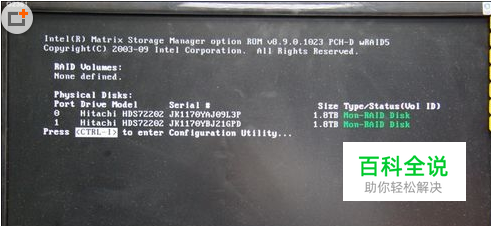 Intel(R) Matrix Storage Manager option ROM v8.9.0.1023 PCH-D wRAID5
Copyright(C) 2003-09 Intel Corporation. All Rights Reserved.
RAID Volumes:
None defined.
Physical Disks:
Port Drive Model Serial # Size Type/Status(Vol ID)
0 Hitachi HDS72202 JK1170YAJ09L3P 1.8TB Non-RAID Disk
1 Hitachi HDS72202 JK1170YBJZ1GPD 1.8TB Non-RAID Disk
Press <CTRL-I> to enter Configuration Utility...
百科全说
助你轻松解决